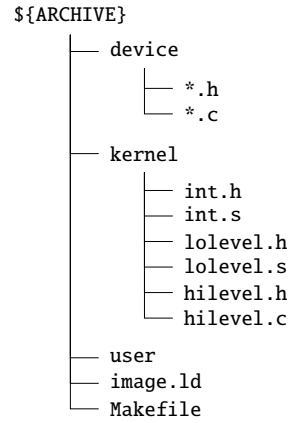 ${ARCHIVE}
device
*.h
*.c
kernel
int.h
int.s
lolevel.h
lolevel.s
hilevel.h
hilevel.c
user
image.ld
Makefile